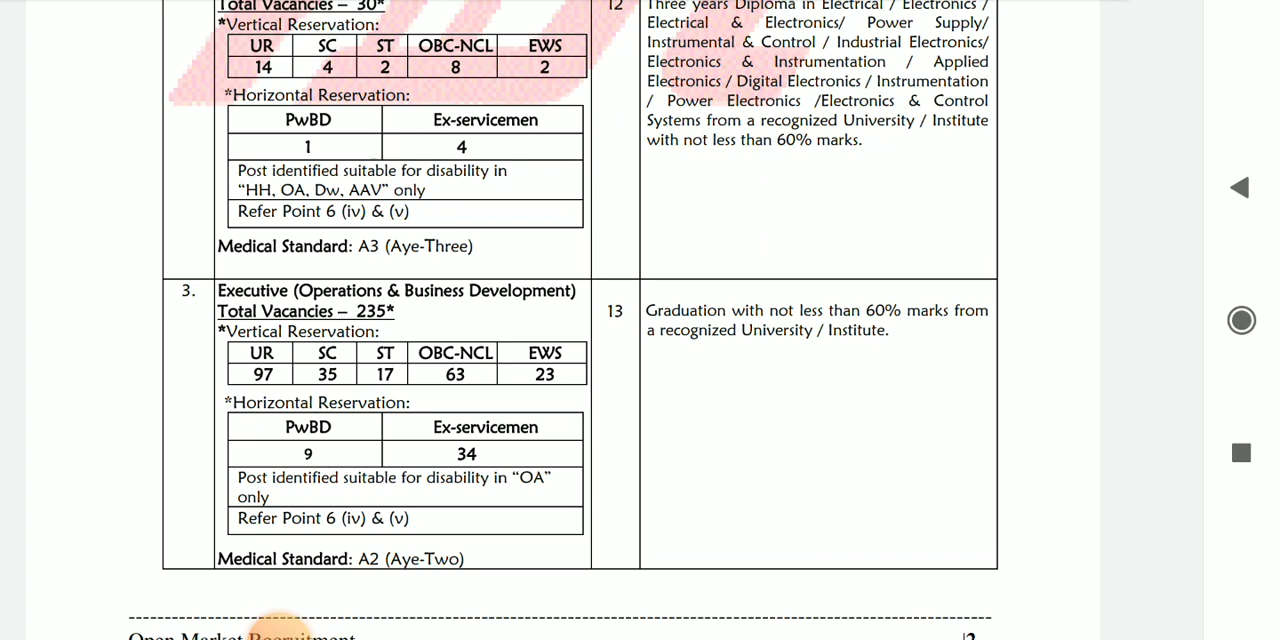 Total Vacancies – 30*
*Vertical Reservation:
UR SC ST OBC-NCL EWS
14 4 2 8 2
*Horizontal Reservation:
PwBD Ex-servicemen
1 4
Post identified suitable for disability in
“HH, OA, Dw, AAV” only
Refer Point 6 (iv) & (v)
Medical Standard: A3 (Aye-Three)
12
Three years Diploma in Electrical / Electronics /
Electrical & Electronics/ Power Supply/
Instrumental & Control / Industrial Electronics/
Electronics & Instrumentation / Applied
Electronics / Digital Electronics / Instrumentation
/ Power Electronics /Electronics & Control
Systems from a recognized University / Institute
with not less than 60% marks.
3.
Executive (Operations & Business Development)
Total Vacancies – 235*
*Vertical Reservation:
UR SC ST OBC-NCL EWS
97 35 17 63 23
*Horizontal Reservation:
PwBD Ex-servicemen
9 34
Post identified suitable for disability in “OA”
only
Refer Point 6 (iv) & (v)
Medical Standard: A2 (Aye-Two)
13
Graduation with not less than 60% marks from
a recognized University / Institute.
Open Market Recruitment |2